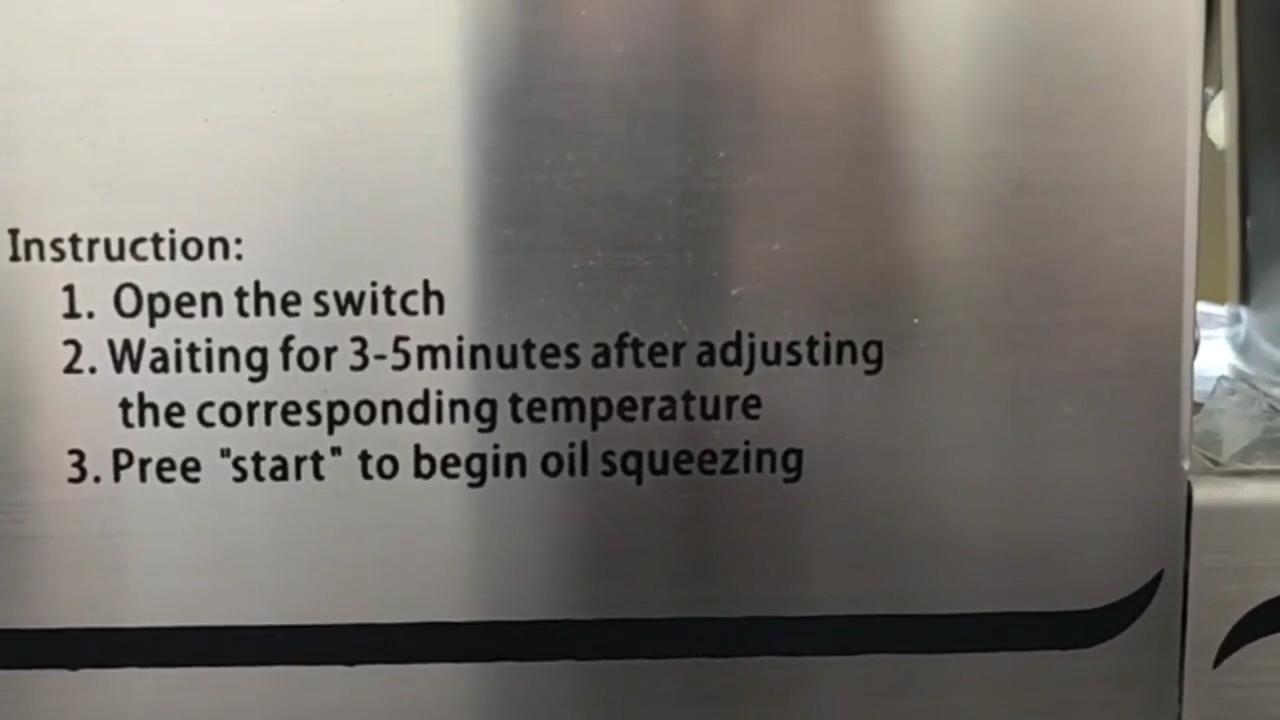 Instruction:
1. Open the switch
2. Waiting for 3-5minutes after adjusting
the corresponding temperature
3. Pree "start" to begin oil squeezing